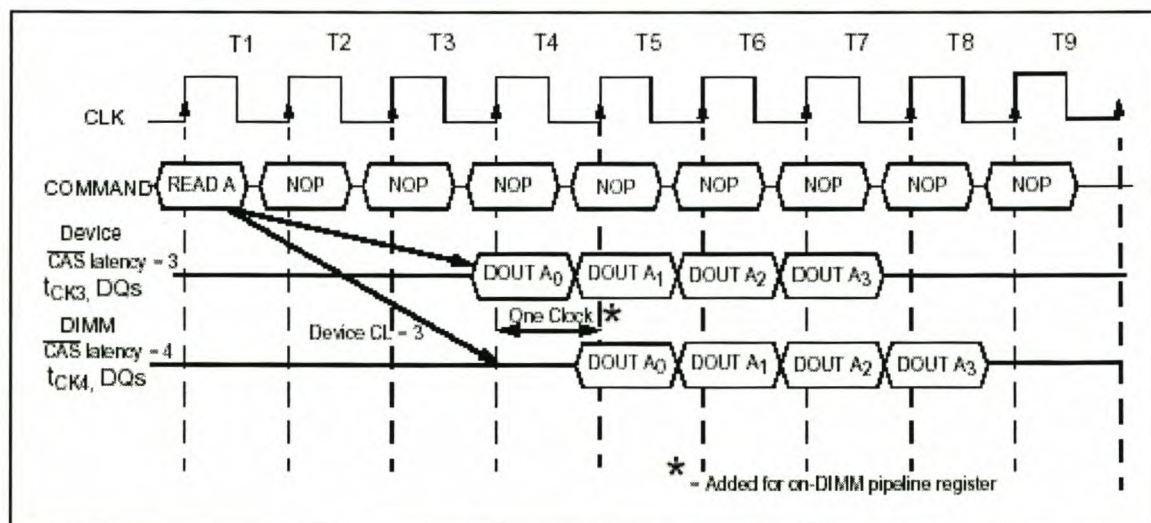 T1 T2 T3 T4 T5 T6 T7 T8 T9
CLK
COMMAND READ A NOP NOP NOP NOP NOP NOP NOP NOP
Device
CAS latency = 3
tCK3, DQs
DOUT A0 DOUT A1 DOUT A2 DOUT A3
One Clock *
DIMM
CAS latency = 4
tCK4, DQs
Device CL = 3
DOUT A0 DOUT A1 DOUT A2 DOUT A3
* = Added for on-DIMM pipeline register